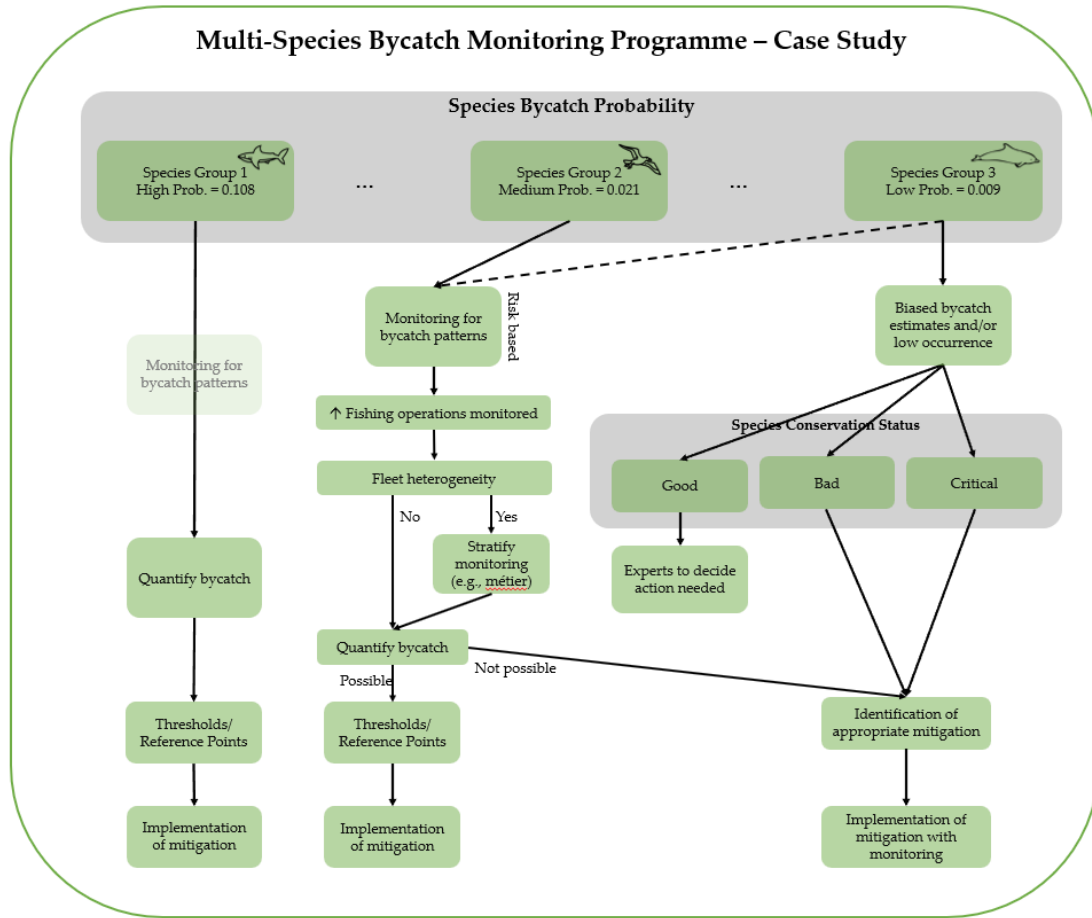 Multi-Species Bycatch Monitoring Programme – Case Study
Species Bycatch Probability
Species Group 1
High Prob. = 0.108
...
Species Group 2
Medium Prob. = 0.021
...
Species Group 3
Low Prob. = 0.009
Monitoring for
bycatch patterns
Monitoring for
bycatch patterns
Risk based
Biased bycatch
estimates and/or
low occurrence
↑ Fishing operations monitored
Species Conservation Status
Fleet heterogeneity
Good
Bad
Critical
No
Yes
Quantify bycatch
Stratify
monitoring
(e.g., métier)
Experts to decide
action needed
Quantify bycatch
Possible
Not possible
Thresholds/
Reference Points
Thresholds/
Reference Points
Identification of
appropriate mitigation
Implementation
of mitigation
Implementation
of mitigation
Implementation of
mitigation with
monitoring